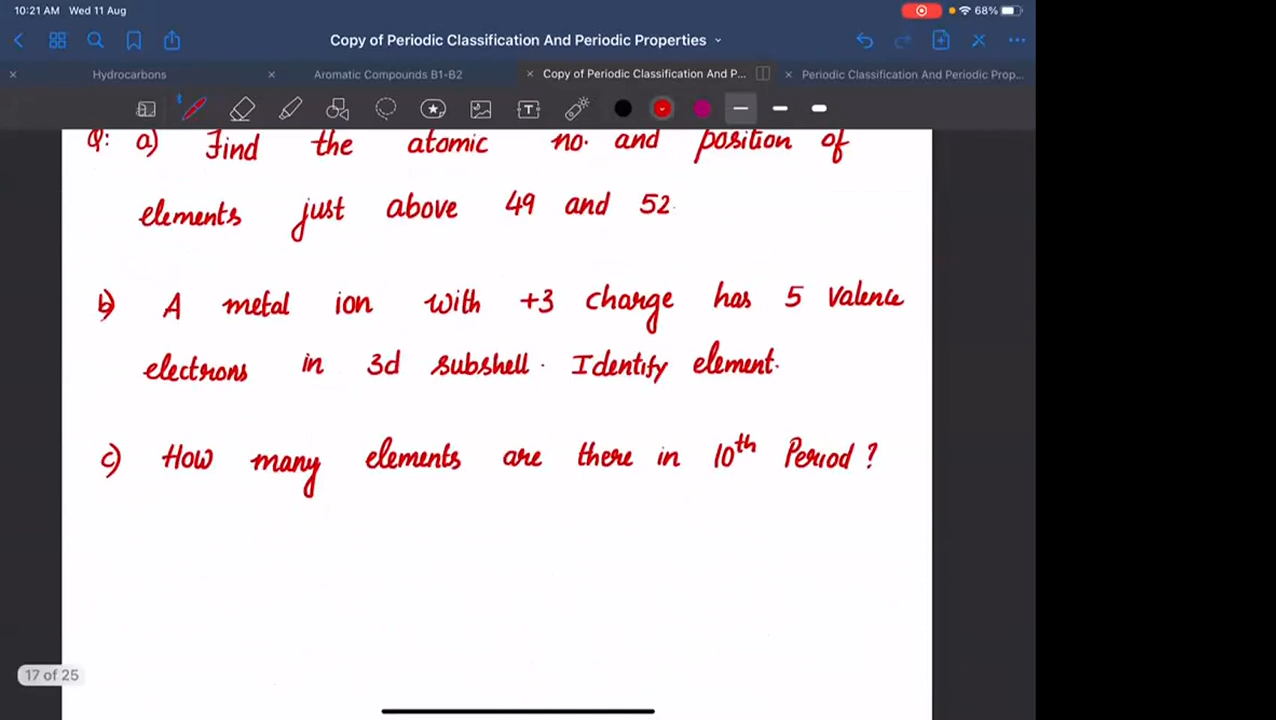 10:21 AM Wed 11 Aug
68%
Copy of Periodic Classification And Periodic Properties
Hydrocarbons
Aromatic Compounds B1-B2
Copy of Periodic Classification And P...
Periodic Classification And Periodic Prop...
Q: a) Find the atomic no. and position of
elements just above 49 and 52.
b) A metal ion with +3 charge has 5 Valence
electrons in 3d subshell. Identify element.
c) How many elements are there in 10th Period?
17 of 25